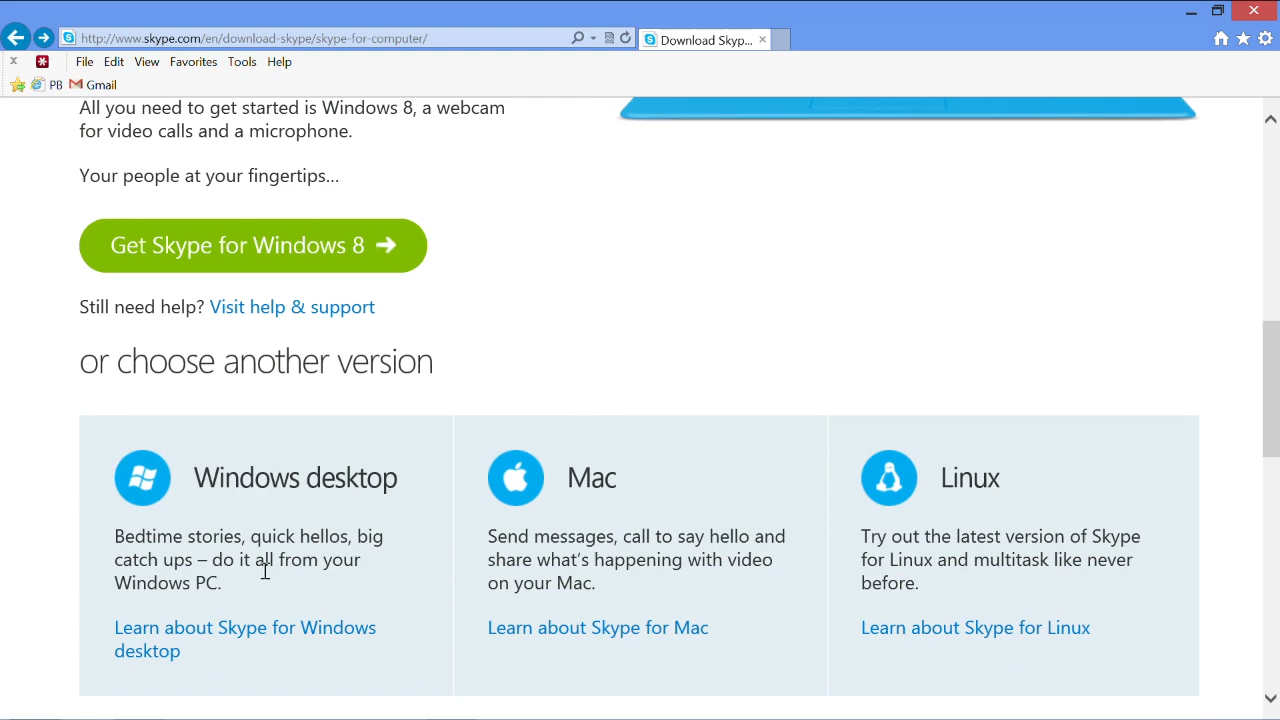 http://www.skype.com/en/download-skype/skype-for-computer/
Download Skyp...
File Edit View Favorites Tools Help
PB Gmail
All you need to get started is Windows 8, a webcam
for video calls and a microphone.
Your people at your fingertips...
Get Skype for Windows 8
Still need help? Visit help & support
or choose another version
Windows desktop
Bedtime stories, quick hellos, big
catch ups – do it all from your
Windows PC.
Learn about Skype for Windows
desktop
Mac
Send messages, call to say hello and
share what's happening with video
on your Mac.
Learn about Skype for Mac
Linux
Try out the latest version of Skype
for Linux and multitask like never
before.
Learn about Skype for Linux